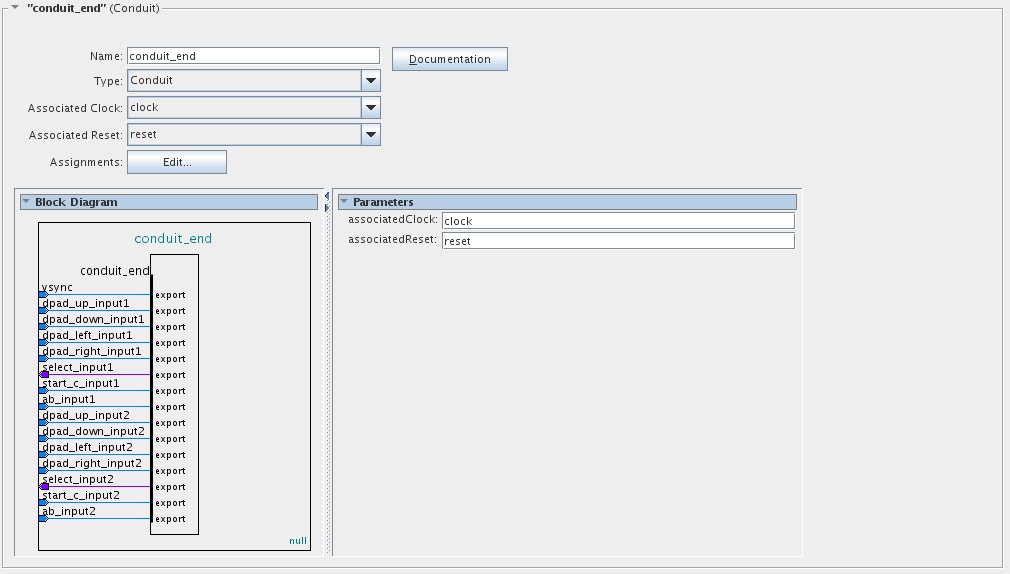 "conduit_end" (Conduit)
Name: conduit_end Documentation
Type: Conduit
Associated Clock: clock
Associated Reset: reset
Assignments: Edit...
Block Diagram
conduit_end
conduit_end
vsync
export
dpad_up_input1
export
dpad_down_input1
export
dpad_left_input1
export
dpad_right_input1
export
select_input1
export
start_c_input1
export
ab_input1
export
dpad_up_input2
export
dpad_down_input2
export
dpad_left_input2
export
dpad_right_input2
export
select_input2
export
start_c_input2
export
ab_input2
export
null
Parameters
associatedClock: clock
associatedReset: reset